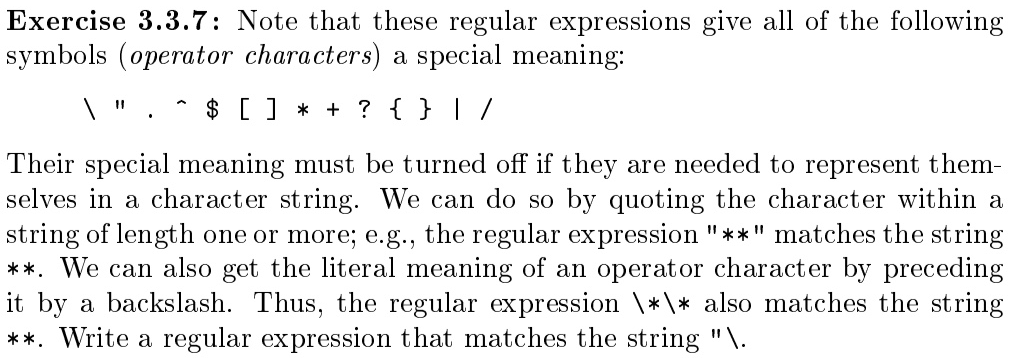 Exercise 3.3.7: Note that these regular expressions give all of the following
symbols (operator characters) a special meaning:
\ " . ^ $ [ ] * + ? { } | /
Their special meaning must be turned off if they are needed to represent them-
selves in a character string. We can do so by quoting the character within a
string of length one or more; e.g., the regular expression "**" matches the string
**. We can also get the literal meaning of an operator character by preceding
it by a backslash. Thus, the regular expression \*\* also matches the string
**. Write a regular expression that matches the string "\.